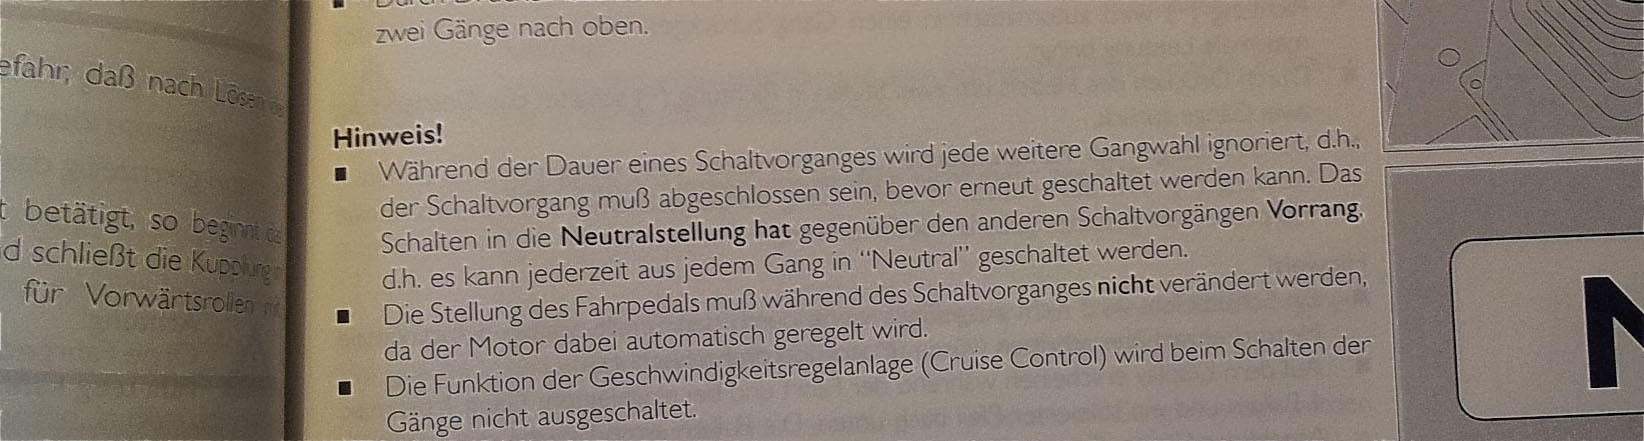 efahr, daß nach Lösen
t betätigt, so beginnt
d schließt die Kupplung
für Vorwärtsrollen
zwei Gänge nach oben.
Hinweis!
■ Während der Dauer eines Schaltvorganges wird jede weitere Gangwahl ignoriert, d.h.,
der Schaltvorgang muß abgeschlossen sein, bevor erneut geschaltet werden kann. Das
Schalten in die Neutralstellung hat gegenüber den anderen Schaltvorgängen Vorrang,
d.h. es kann jederzeit aus jedem Gang in “Neutral” geschaltet werden.
■ Die Stellung des Fahrpedals muß während des Schaltvorganges nicht verändert werden,
da der Motor dabei automatisch geregelt wird.
■ Die Funktion der Geschwindigkeitsregelanlage (Cruise Control) wird beim Schalten der
Gänge nicht ausgeschaltet.
N